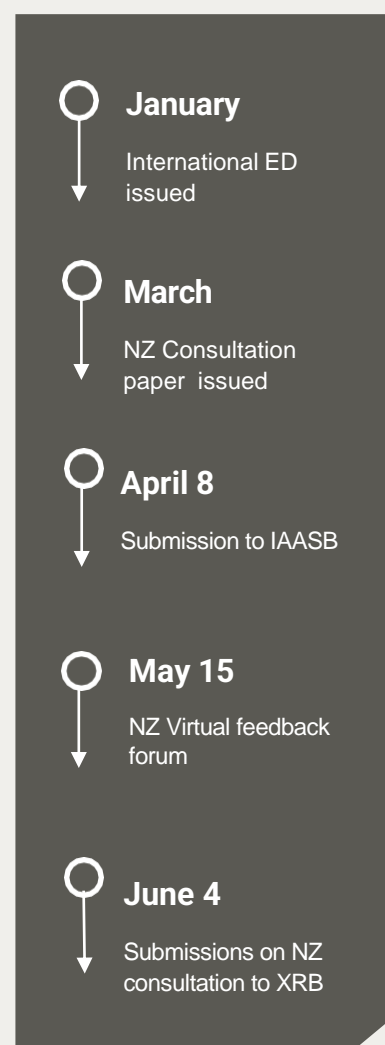 January
International ED
issued
March
NZ Consultation
paper issued
April 8
Submission to IAASB
May 15
NZ Virtual feedback
forum
June 4
Submissions on NZ
consultation to XRB